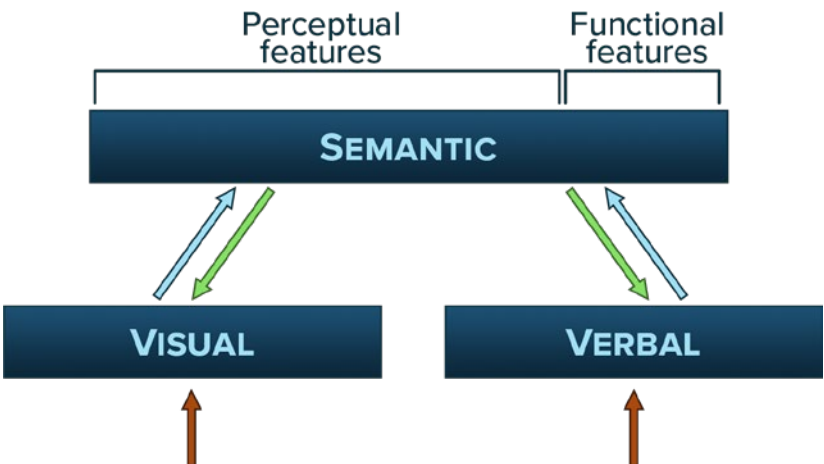 Perceptual
features
Functional
features
SEMANTIC
VISUAL
VERBAL